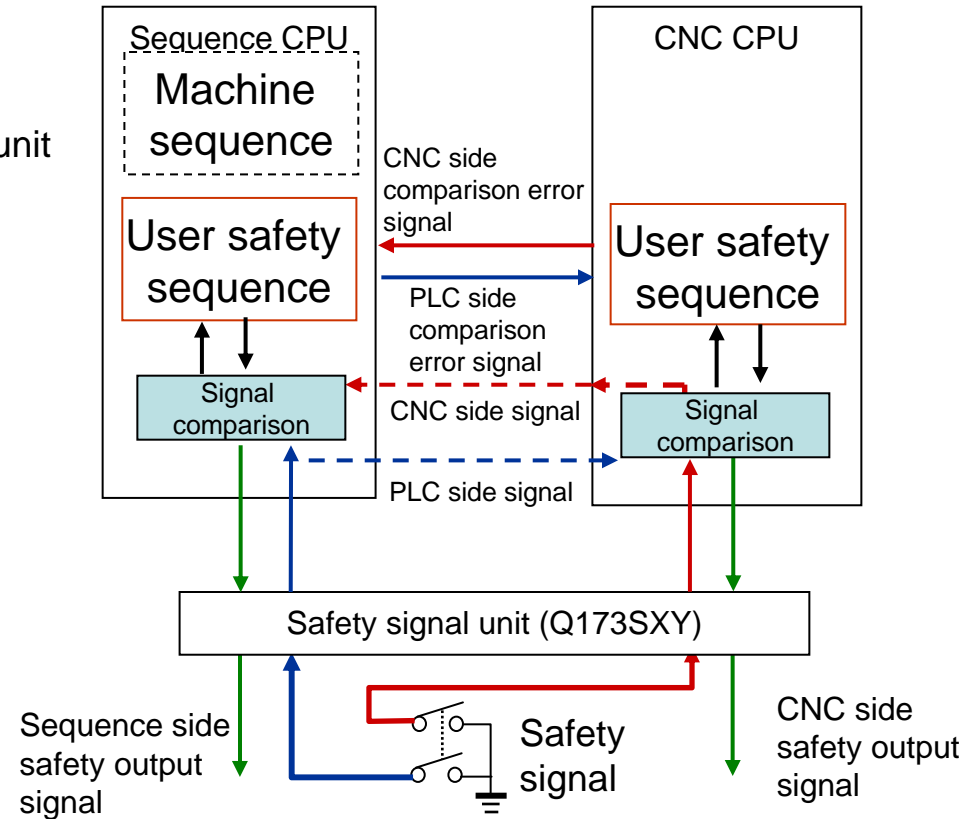 Sequence CPU
Machine
sequence
unit
CNC CPU
CNC side
comparison error
signal
User safety
sequence
User safety
sequence
PLC side
comparison
error signal
Signal
comparison
CNC side signal
Signal
comparison
PLC side signal
Safety signal unit (Q173SXY)
Sequence side
safety output
signal
Safety
signal
CNC side
safety output
signal